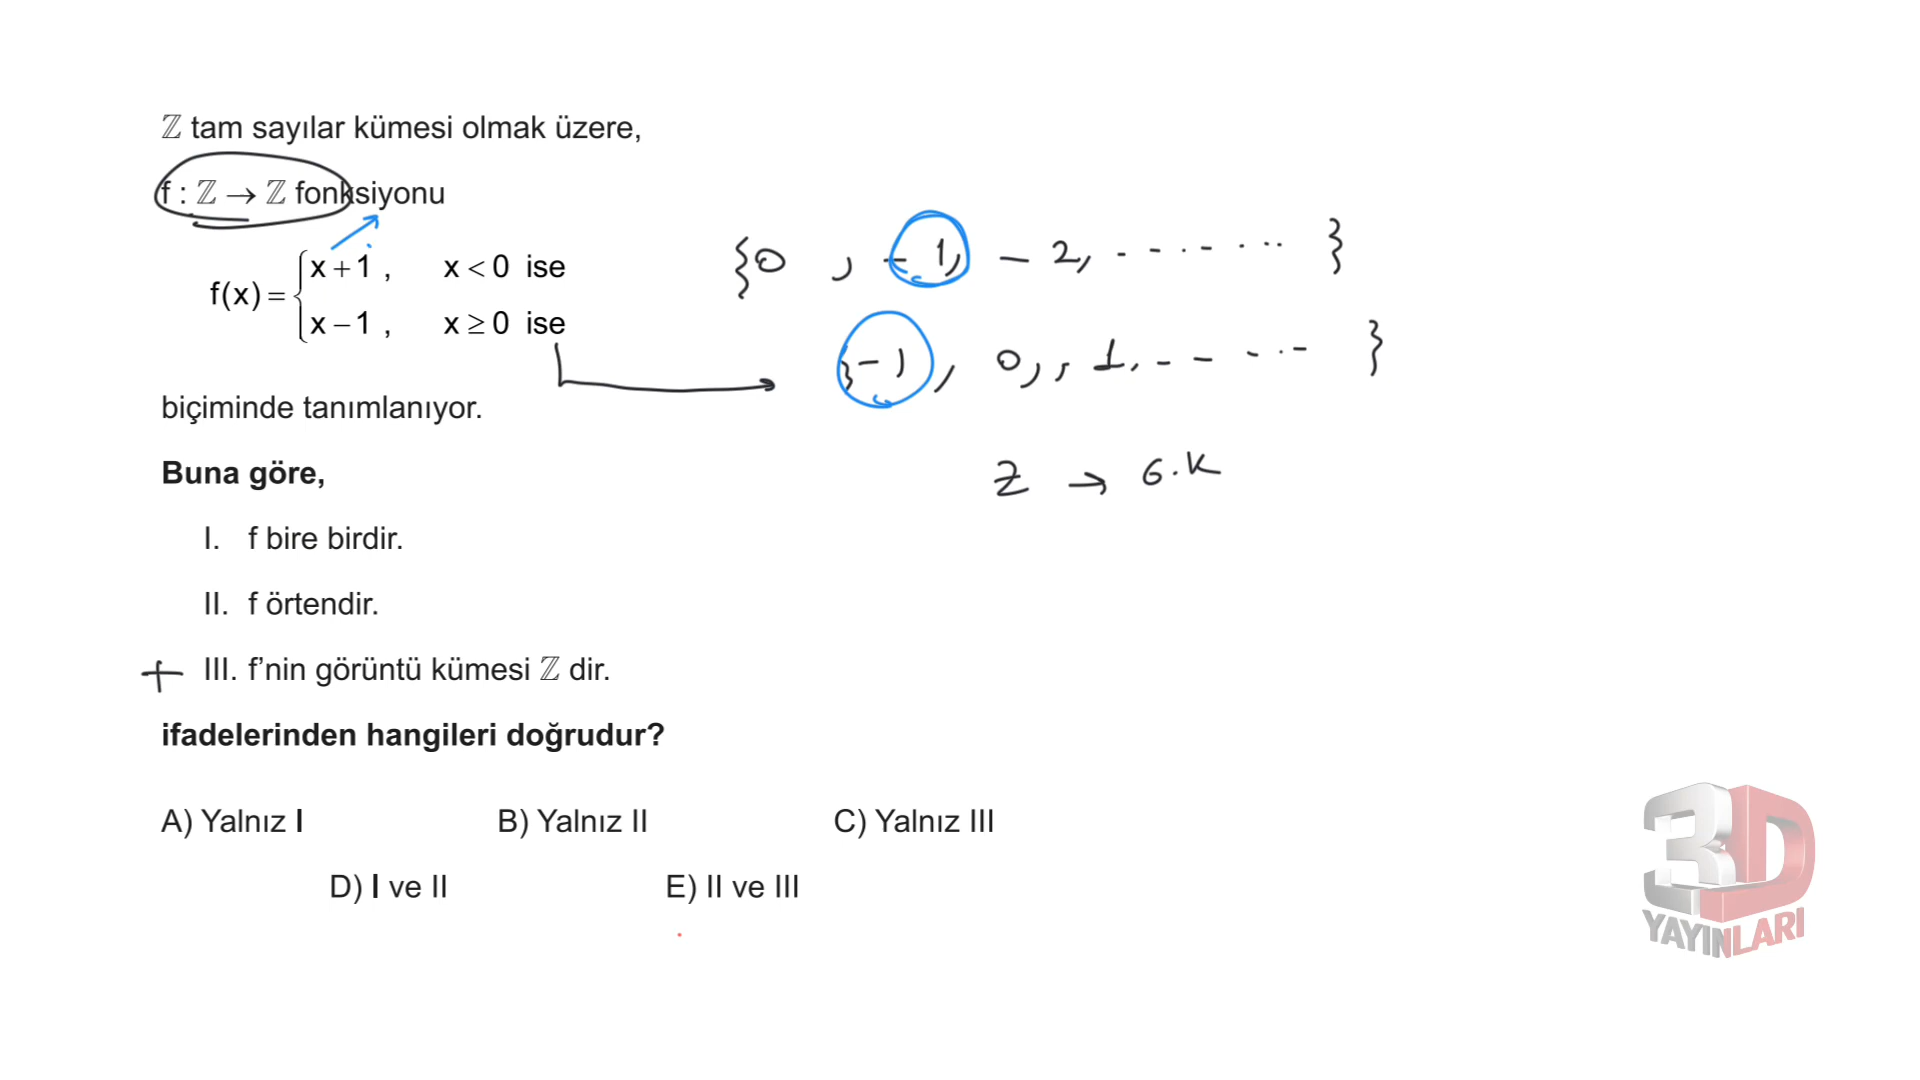 ℤ tam sayılar kümesi olmak üzere,
f : ℤ → ℤ fonksiyonu
f(x) = { x + 1 , x < 0 ise
x − 1 , x ≥ 0 ise
{0 , -1, -2, ........ }
{-1, 0, , 1, ........ }
biçiminde tanımlanıyor.
Z → G.K
Buna göre,
I. f bire birdir.
II. f örtendir.
+ III. f'nin görüntü kümesi ℤ dir.
ifadelerinden hangileri doğrudur?
A) Yalnız I B) Yalnız II C) Yalnız III
D) I ve II E) II ve III
3D
YAYINLARI